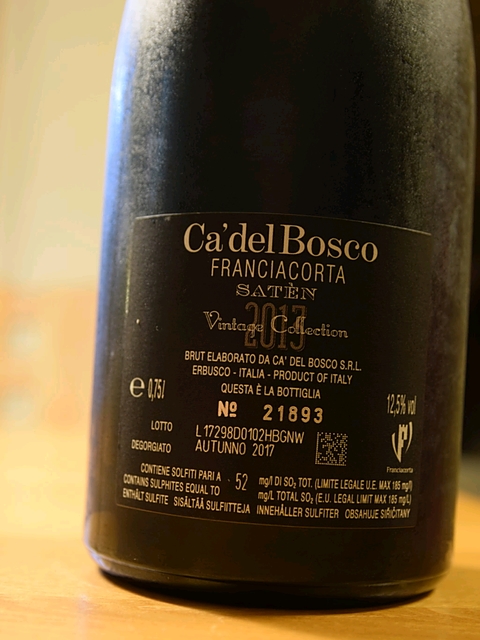 Ca'del Bosco
FRANCIACORTA
SATÈN
2013
Vintage Collection
BRUT ELABORATO DA CA' DEL BOSCO S.R.L.
ERBUSCO - ITALIA - PRODUCT OF ITALY
QUESTA È LA BOTTIGLIA
e 0,75 l
Nº 21893
12,5% vol
LOTTO L17298D0102HBGNW
DEGORGIATO AUTUNNO 2017
Franciacorta
CONTIENE SOLFITI PARI A · 52 mg/l DI SO₂ TOT. (LIMITE LEGALE U.E. MAX 185 mg/l)
CONTAINS SULPHITES EQUAL TO mg/L TOTAL SO₂ (E.U. LEGAL LIMIT MAX 185 mg/L)
ENTHÄLT SULFITE SISÄLTÄÄ SULFIITTEJA INNEHÅLLER SULFITER OBSAHUJE SIŘIČITANY